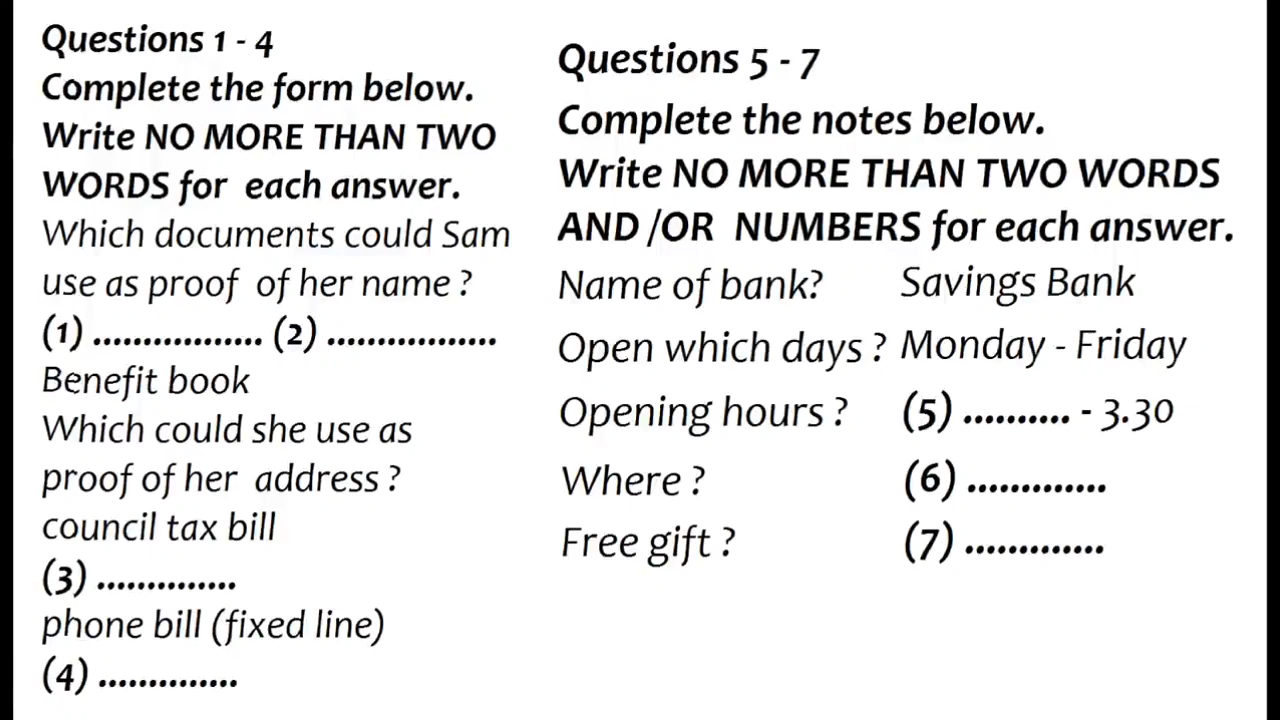 Questions 1 - 4
Complete the form below.
Write NO MORE THAN TWO
WORDS for each answer.
Which documents could Sam
use as proof of her name ?
(1) ................. (2) .................
Benefit book
Which could she use as
proof of her address ?
council tax bill
(3) ..............
phone bill (fixed line)
(4) ..............
Questions 5 - 7
Complete the notes below.
Write NO MORE THAN TWO WORDS
AND /OR NUMBERS for each answer.
Name of bank? Savings Bank
Open which days ? Monday - Friday
Opening hours ? (5) .......... - 3.30
Where ? (6) .............
Free gift ? (7) .............